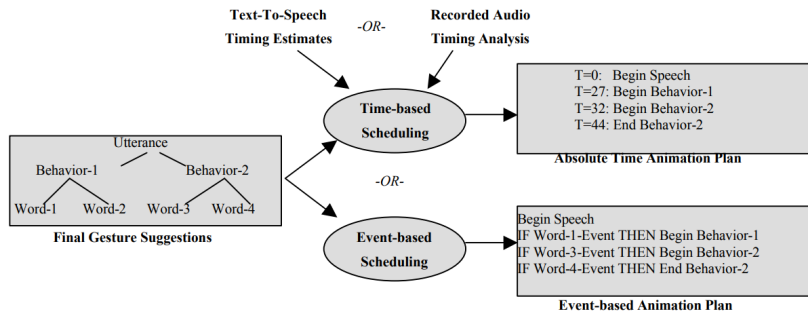 Text-To-Speech
Timing Estimates
-OR-
Recorded Audio
Timing Analysis
Time-based
Scheduling
T=0: Begin Speech
T=27: Begin Behavior-1
T=32: Begin Behavior-2
T=44: End Behavior-2
Absolute Time Animation Plan
Utterance
Behavior-1 Behavior-2
Word-1 Word-2 Word-3 Word-4
Final Gesture Suggestions
-OR-
Event-based
Scheduling
Begin Speech
IF Word-1-Event THEN Begin Behavior-1
IF Word-3-Event THEN Begin Behavior-2
IF Word-4-Event THEN End Behavior-2
Event-based Animation Plan